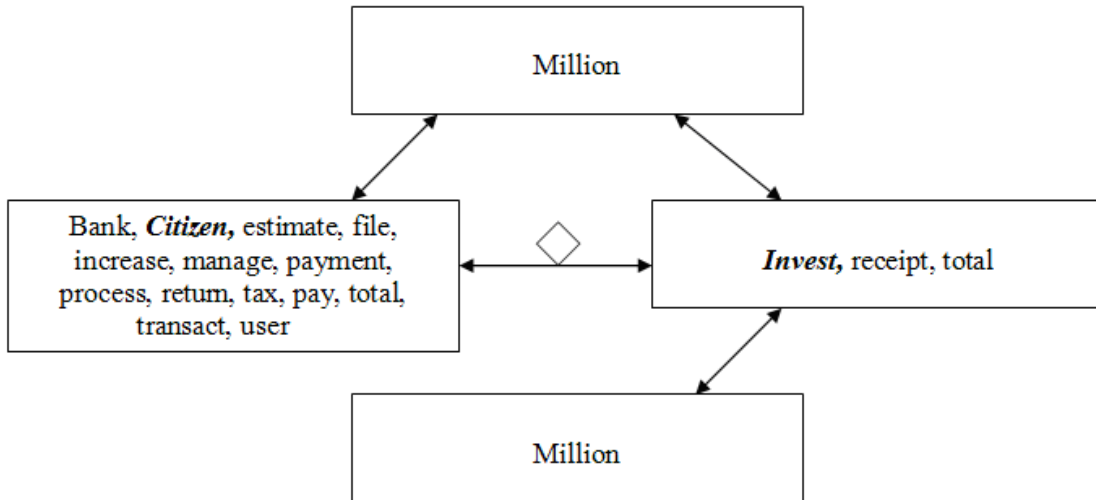 Million
Bank, Citizen, estimate, file,
increase, manage, payment,
process, return, tax, pay, total,
transact, user
Invest, receipt, total
Million